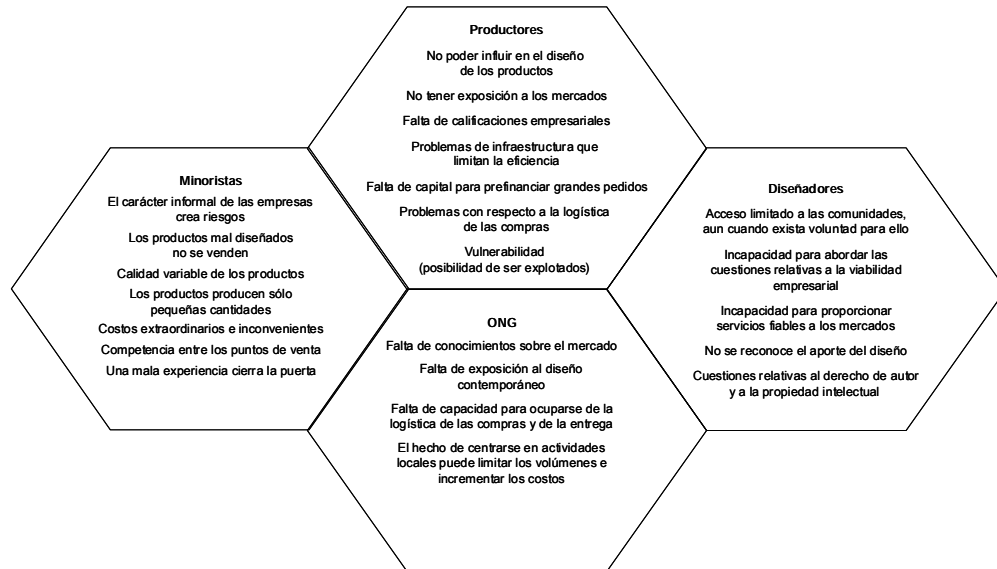 Productores
No poder influir en el diseño
de los productos
No tener exposición a los mercados
Falta de calificaciones empresariales
Problemas de infraestructura que
limitan la eficiencia
Falta de capital para prefinanciar grandes pedidos
Problemas con respecto a la logística
de las compras
Vulnerabilidad
(posibilidad de ser explotados)
Minoristas
El carácter informal de las empresas
crea riesgos
Los productos mal diseñados
no se venden
Calidad variable de los productos
Los productos producen sólo
pequeñas cantidades
Costos extraordinarios e inconvenientes
Competencia entre los puntos de venta
Una mala experiencia cierra la puerta
Diseñadores
Acceso limitado a las comunidades,
aun cuando exista voluntad para ello
Incapacidad para abordar las
cuestiones relativas a la viabilidad
empresarial
Incapacidad para proporcionar
servicios fiables a los mercados
No se reconoce el aporte del diseño
Cuestiones relativas al derecho de autor
y a la propiedad intelectual
ONG
Falta de conocimientos sobre el mercado
Falta de exposición al diseño
contemporáneo
Falta de capacidad para ocuparse de la
logística de las compras y de la entrega
El hecho de centrarse en actividades
locales puede limitar los volúmenes e
incrementar los costos